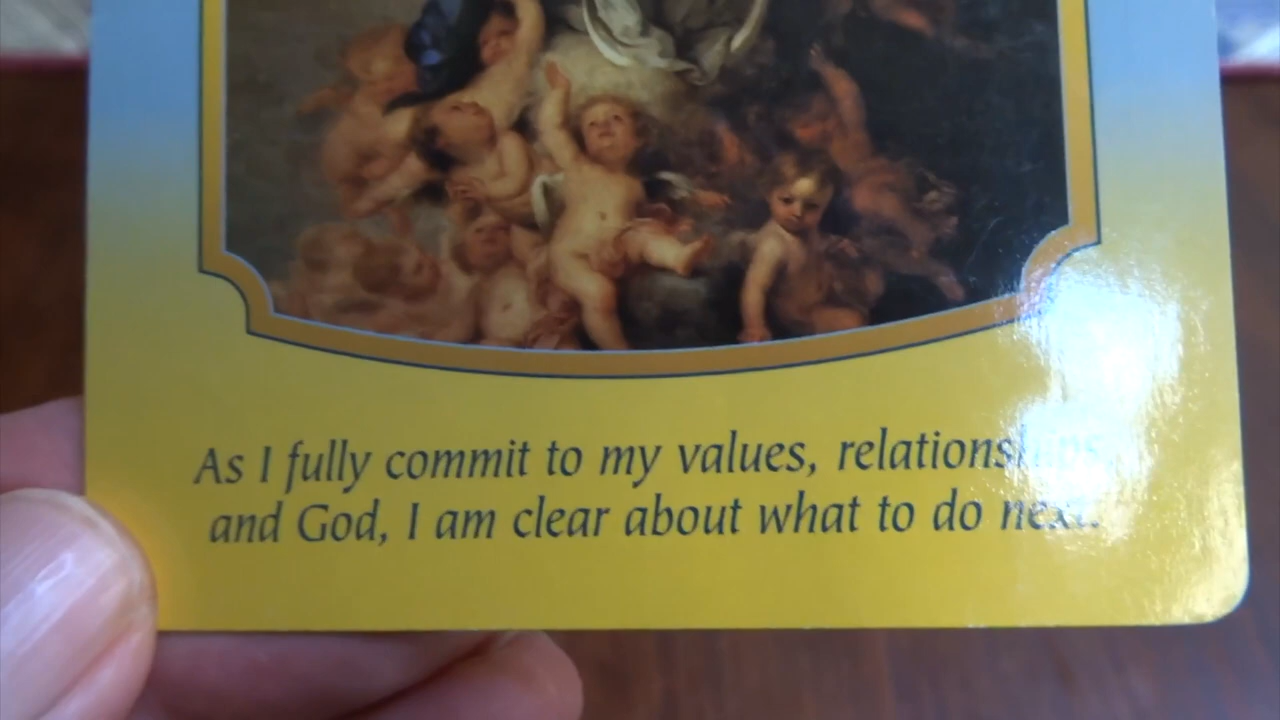 As I fully commit to my values, relationships,
and God, I am clear about what to do next.